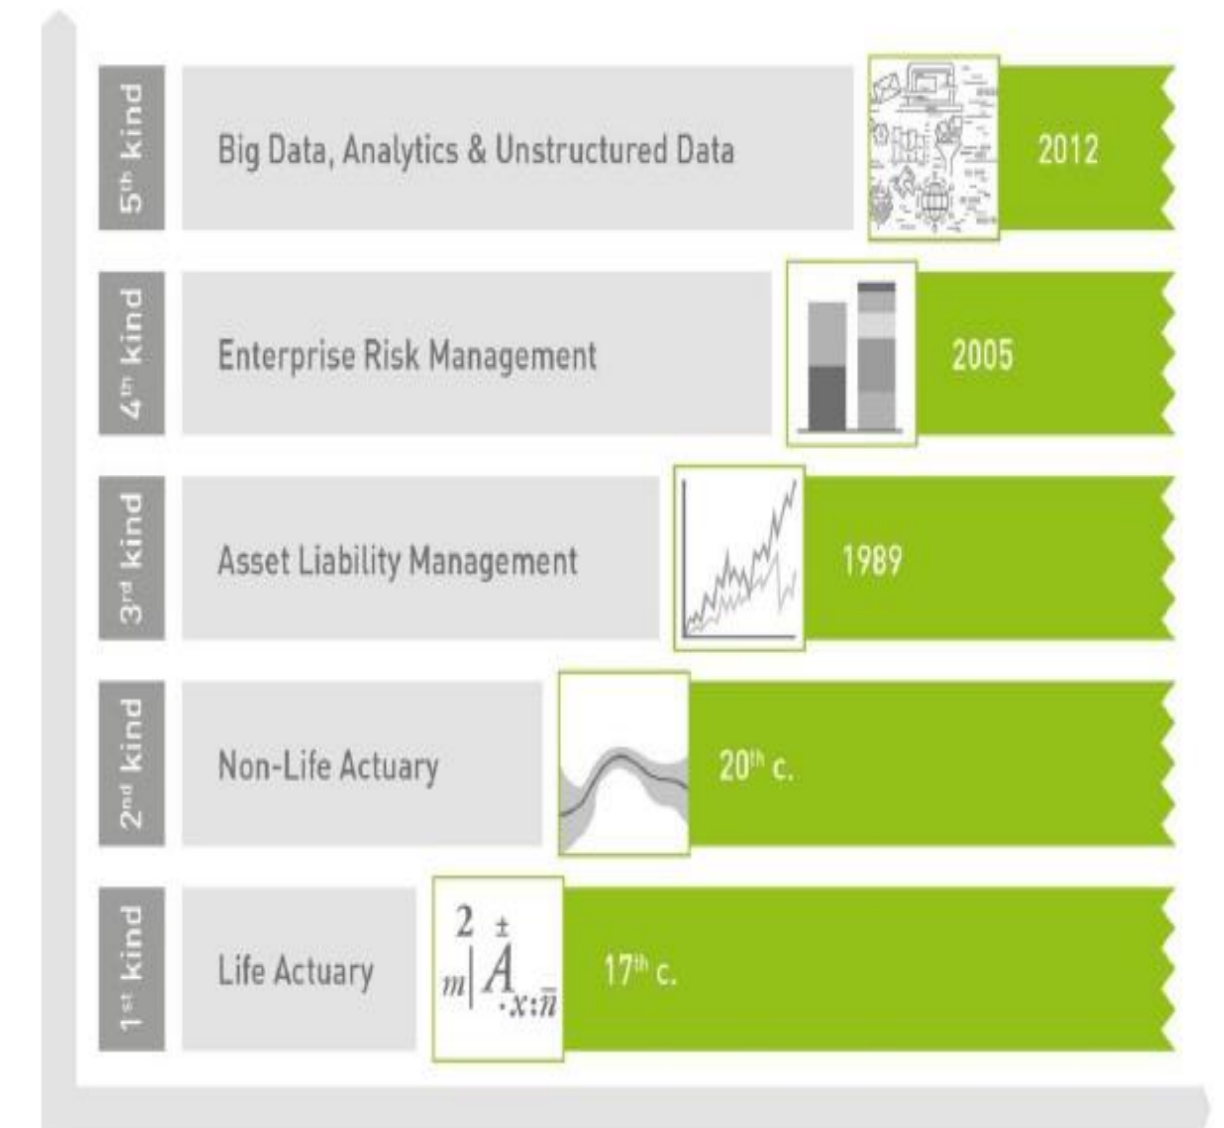 5th kind
Big Data, Analytics & Unstructured Data
2012
4th kind
Enterprise Risk Management
2005
3rd kind
Asset Liability Management
1989
2nd kind
Non-Life Actuary
20th c.
1st kind
Life Actuary
2 ±
m| A
·x:n̅
17th c.